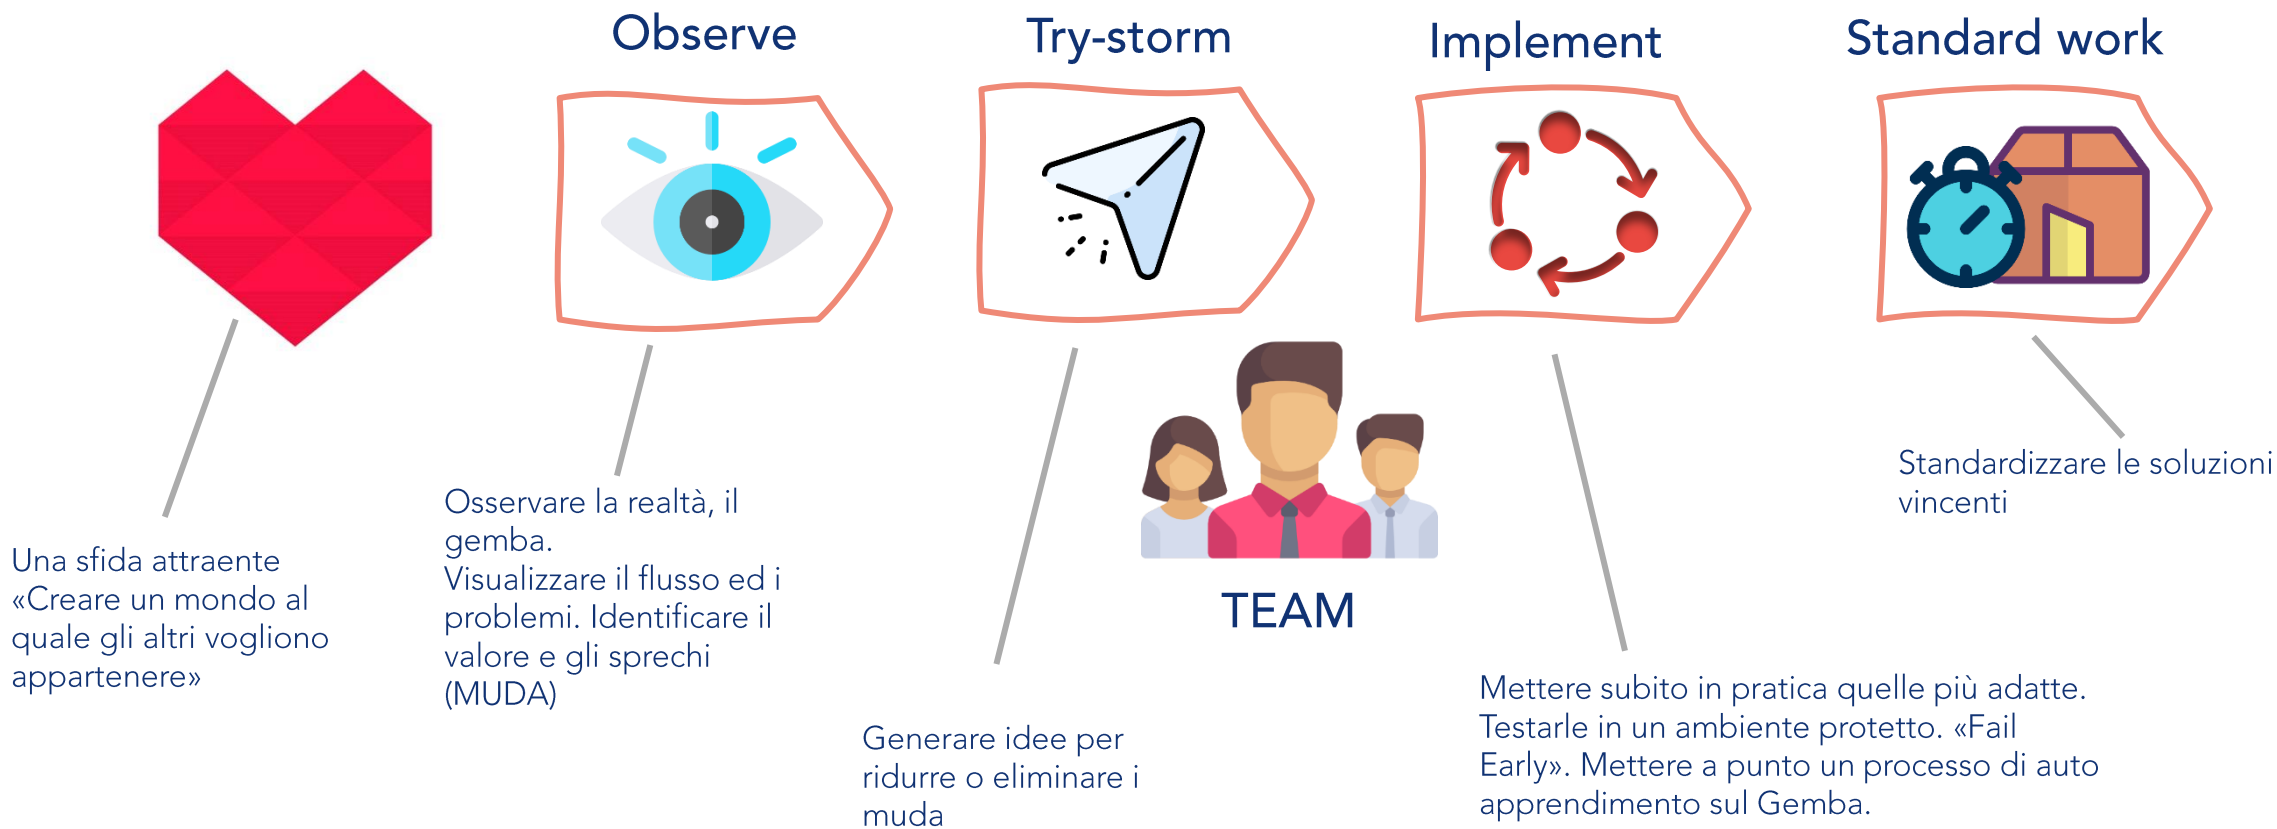 Observe
Try-storm
Implement
Standard work
Una sfida attraente
«Creare un mondo al
quale gli altri vogliono
appartenere»
Osservare la realtà, il
gemba.
Visualizzare il flusso ed i
problemi. Identificare il
valore e gli sprechi
(MUDA)
Generare idee per
ridurre o eliminare i
muda
TEAM
Mettere subito in pratica quelle più adatte.
Testarle in un ambiente protetto. «Fail
Early». Mettere a punto un processo di auto
apprendimento sul Gemba.
Standardizzare le soluzioni
vincenti